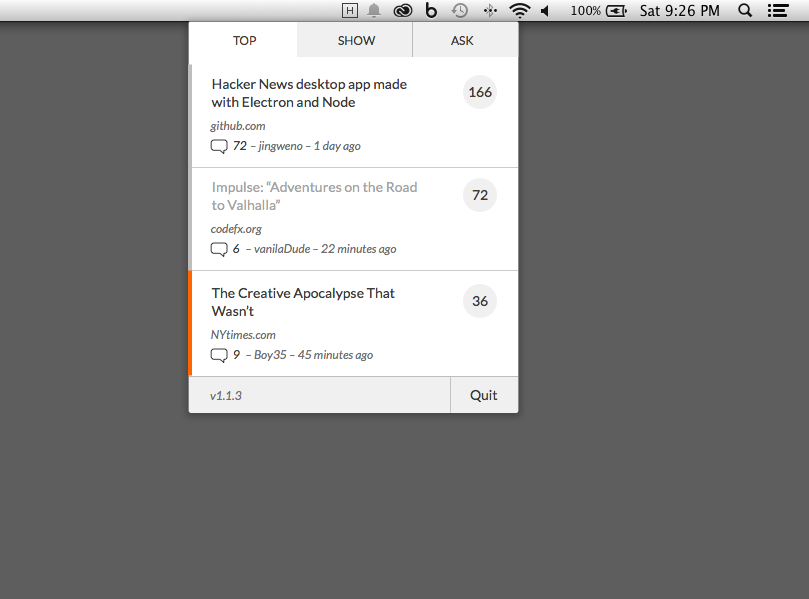 H 100% Sat 9:26 PM
TOP SHOW ASK
Hacker News desktop app made
with Electron and Node
166
github.com
72 – jingweno – 1 day ago
Impulse: “Adventures on the Road
to Valhalla”
72
codefx.org
6 – vanilaDude – 22 minutes ago
The Creative Apocalypse That
Wasn’t
36
NYtimes.com
9 – Boy35 – 45 minutes ago
v1.1.3 Quit